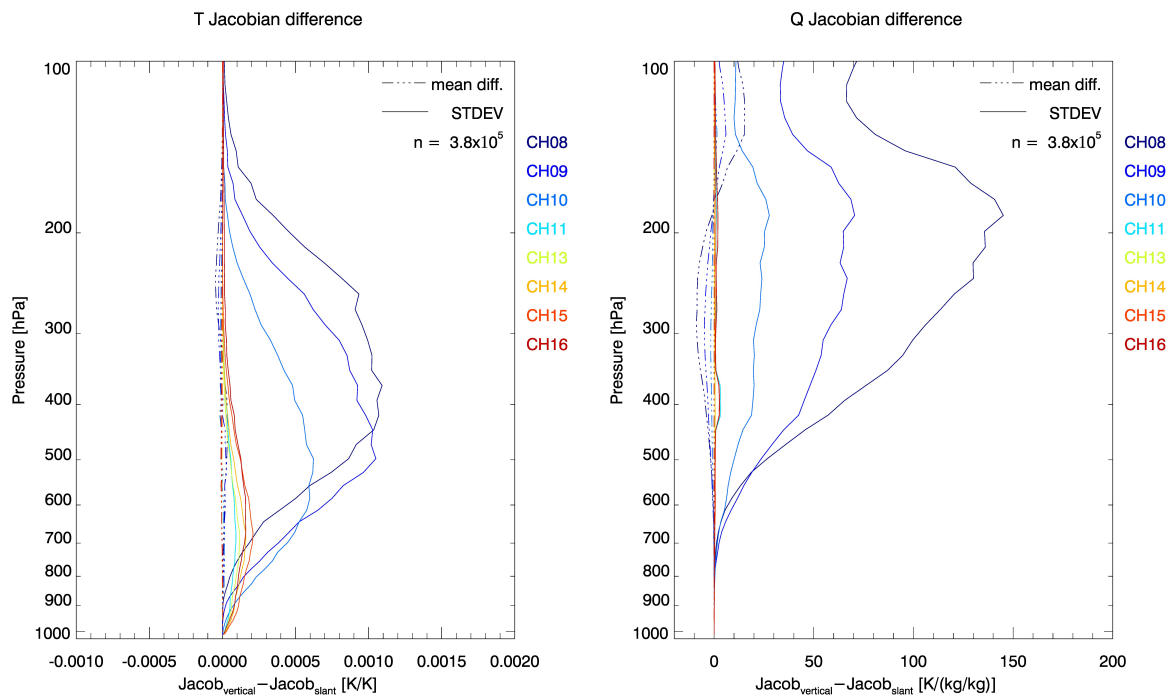 T Jacobian difference
Pressure [hPa]
100
200
300
400
500
600
700
800
900
1000
mean diff.
STDEV
n = 3.8x10⁵
CH08
CH09
CH10
CH11
CH13
CH14
CH15
CH16
-0.0010 -0.0005 0.0000 0.0005 0.0010 0.0015 0.0020
Jacob_vertical−Jacob_slant [K/K]
Q Jacobian difference
Pressure [hPa]
100
200
300
400
500
600
700
800
900
1000
mean diff.
STDEV
n = 3.8x10⁵
CH08
CH09
CH10
CH11
CH13
CH14
CH15
CH16
0 50 100 150 200
Jacob_vertical−Jacob_slant [K/(kg/kg)]